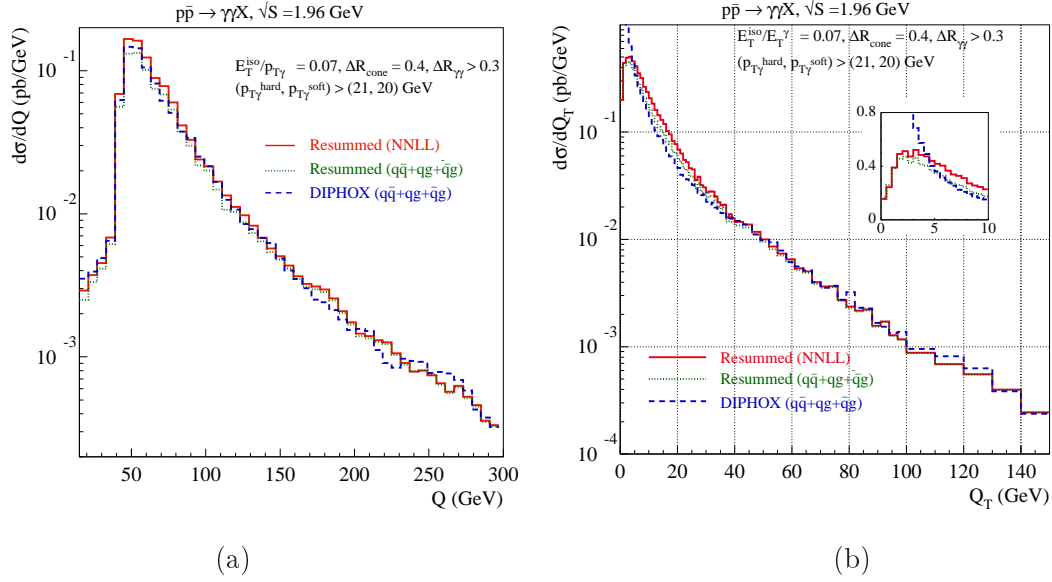 pp̄ → γγX, √S =1.96 GeV
E_T^iso/p_Tγ = 0.07, ΔR_cone = 0.4, ΔR_γγ > 0.3
(p_Tγ^hard, p_Tγ^soft) > (21, 20) GeV
Resummed (NNLL)
Resummed (qq̄+qg+q̄g)
DIPHOX (qq̄+qg+q̄g)
dσ/dQ (pb/GeV)
10^-1
10^-2
10^-3
50 100 150 200 250 300
Q (GeV)
(a)
pp̄ → γγX, √S =1.96 GeV
E_T^iso/E_T^γ = 0.07, ΔR_cone = 0.4, ΔR_γγ > 0.3
(p_Tγ^hard, p_Tγ^soft) > (21, 20) GeV
0.8
0.4
0
0 5 10
Resummed (NNLL)
Resummed (qq̄+qg+q̄g)
DIPHOX (qq̄+qg+q̄g)
dσ/dQ_T (pb/GeV)
10^-1
10^-2
10^-3
10^-4
0 20 40 60 80 100 120 140
Q_T (GeV)
(b)